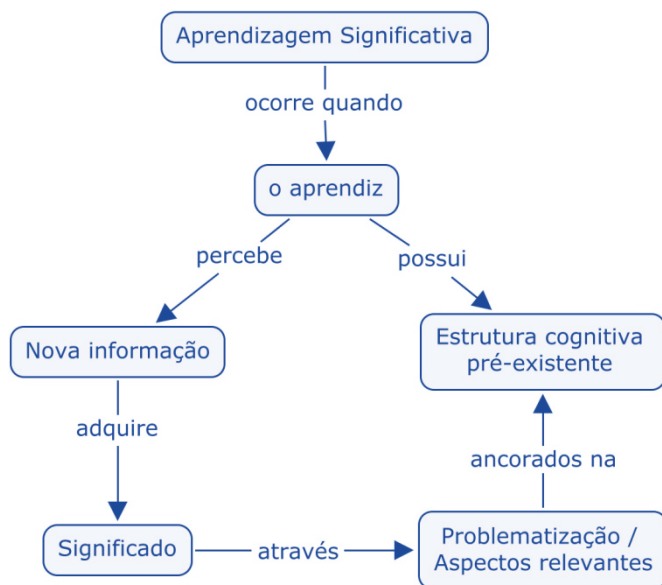 Aprendizagem Significativa
ocorre quando
o aprendiz
percebe
possui
Nova informação
Estrutura cognitiva
pré-existente
adquire
ancorados na
Significado
através
Problematização /
Aspectos relevantes